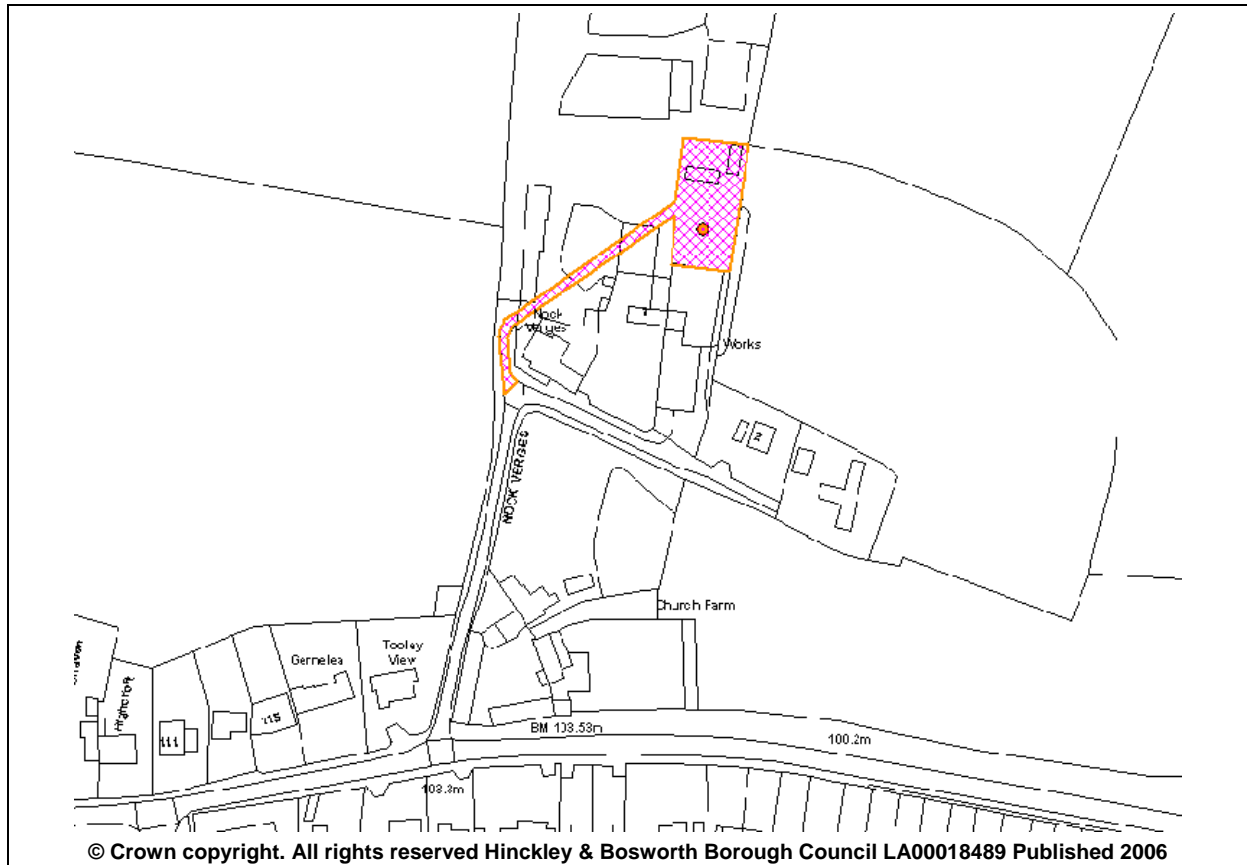 Nock
Verges
Works
2
NOCK VERGES
Church Farm
Tooley
View
Gernelea
115
111
BM 103.53m
100.2m
103.3m
© Crown copyright. All rights reserved Hinckley & Bosworth Borough Council LA00018489 Published 2006